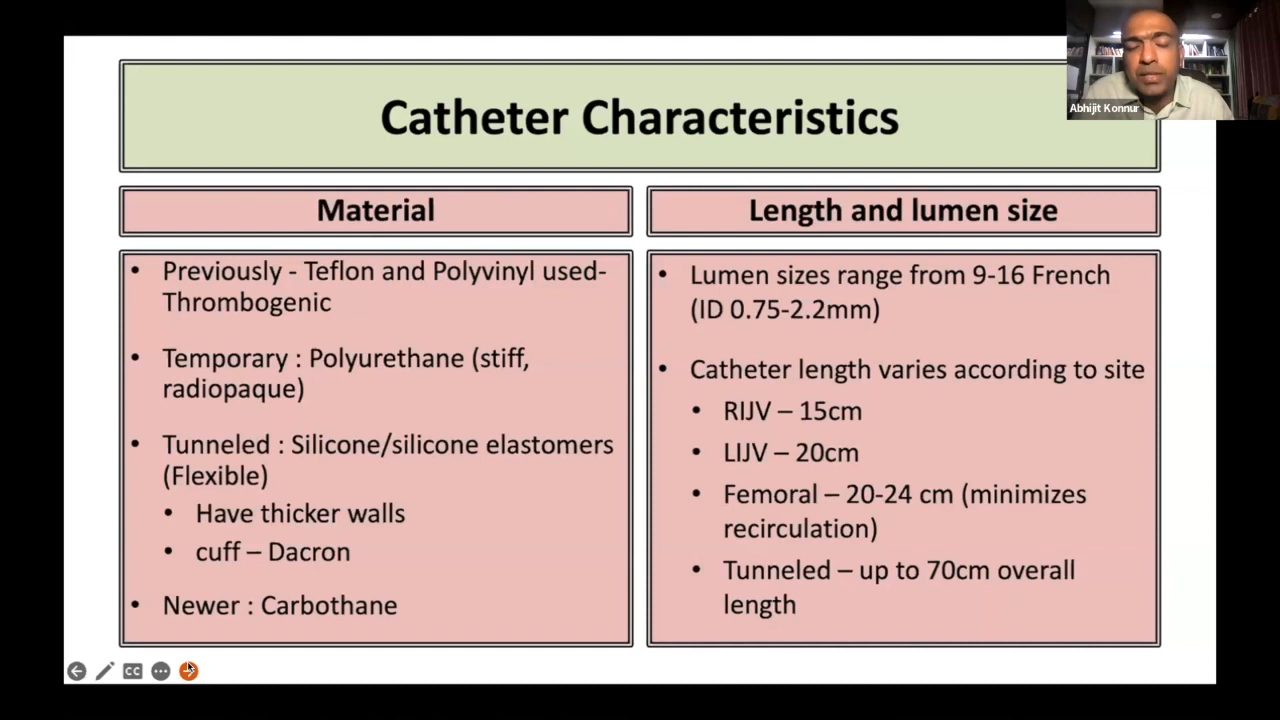 Abhijit Konnur
Catheter Characteristics
Material
• Previously - Teflon and Polyvinyl used-
Thrombogenic
• Temporary : Polyurethane (stiff,
radiopaque)
• Tunneled : Silicone/silicone elastomers
(Flexible)
• Have thicker walls
• cuff – Dacron
• Newer : Carbothane
Length and lumen size
• Lumen sizes range from 9-16 French
(ID 0.75-2.2mm)
• Catheter length varies according to site
• RIJV – 15cm
• LIJV – 20cm
• Femoral – 20-24 cm (minimizes
recirculation)
• Tunneled – up to 70cm overall
length
CC